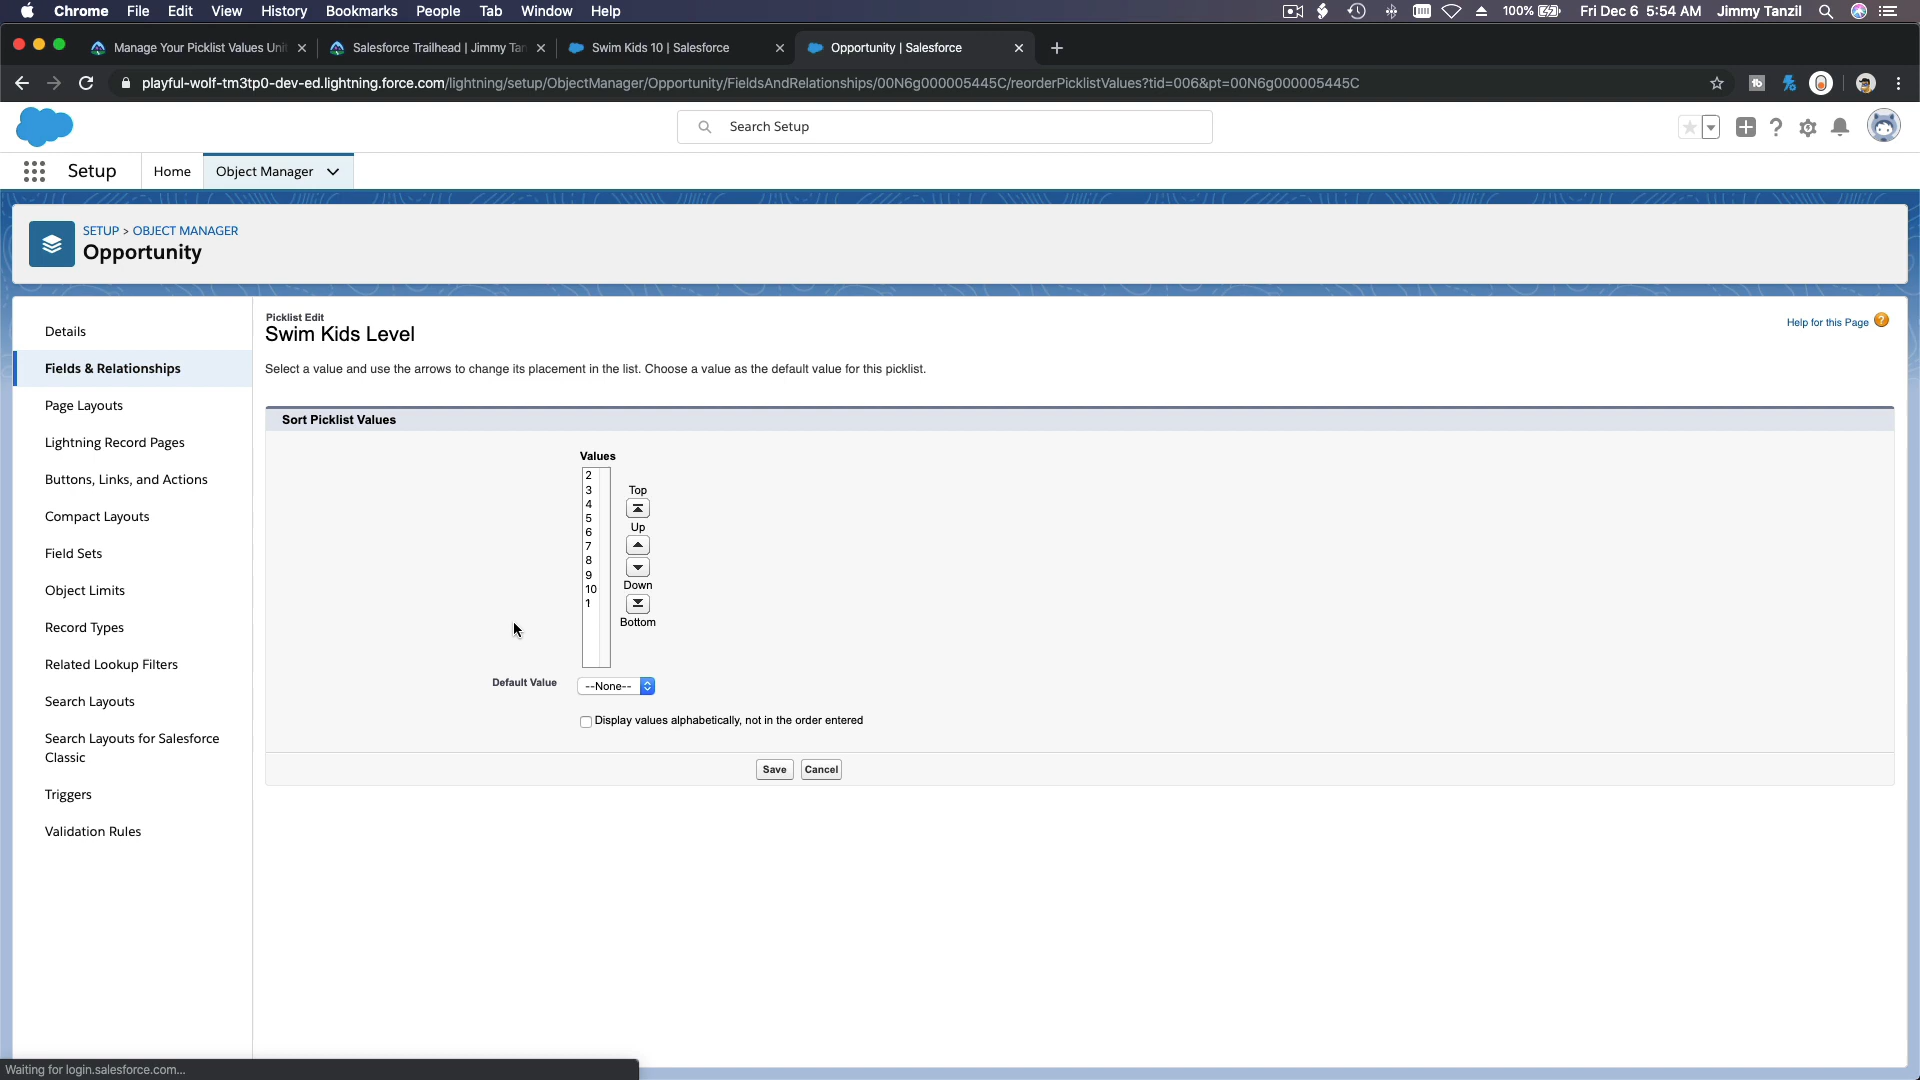 Chrome File Edit View History Bookmarks People Tab Window Help
100% Fri Dec 6 5:54 AM Jimmy Tanzil
Manage Your Picklist Values Uni
Salesforce Trailhead | Jimmy Tan
Swim Kids 10 | Salesforce
Opportunity | Salesforce
playful-wolf-tm3tp0-dev-ed.lightning.force.com/lightning/setup/ObjectManager/Opportunity/FieldsAndRelationships/00N6g000005445C/reorderPicklistValues?tid=006&pt=00N6g000005445C
Search Setup
Setup
Home
Object Manager
SETUP > OBJECT MANAGER
Opportunity
Details
Fields & Relationships
Page Layouts
Lightning Record Pages
Buttons, Links, and Actions
Compact Layouts
Field Sets
Object Limits
Record Types
Related Lookup Filters
Search Layouts
Search Layouts for Salesforce
Classic
Triggers
Validation Rules
Picklist Edit
Swim Kids Level
Help for this Page ?
Select a value and use the arrows to change its placement in the list. Choose a value as the default value for this picklist.
Sort Picklist Values
Values
2
3
4
5
6
7
8
9
10
1
Top
Up
Down
Bottom
Default Value
--None--
Display values alphabetically, not in the order entered
Save
Cancel
Waiting for login.salesforce.com...